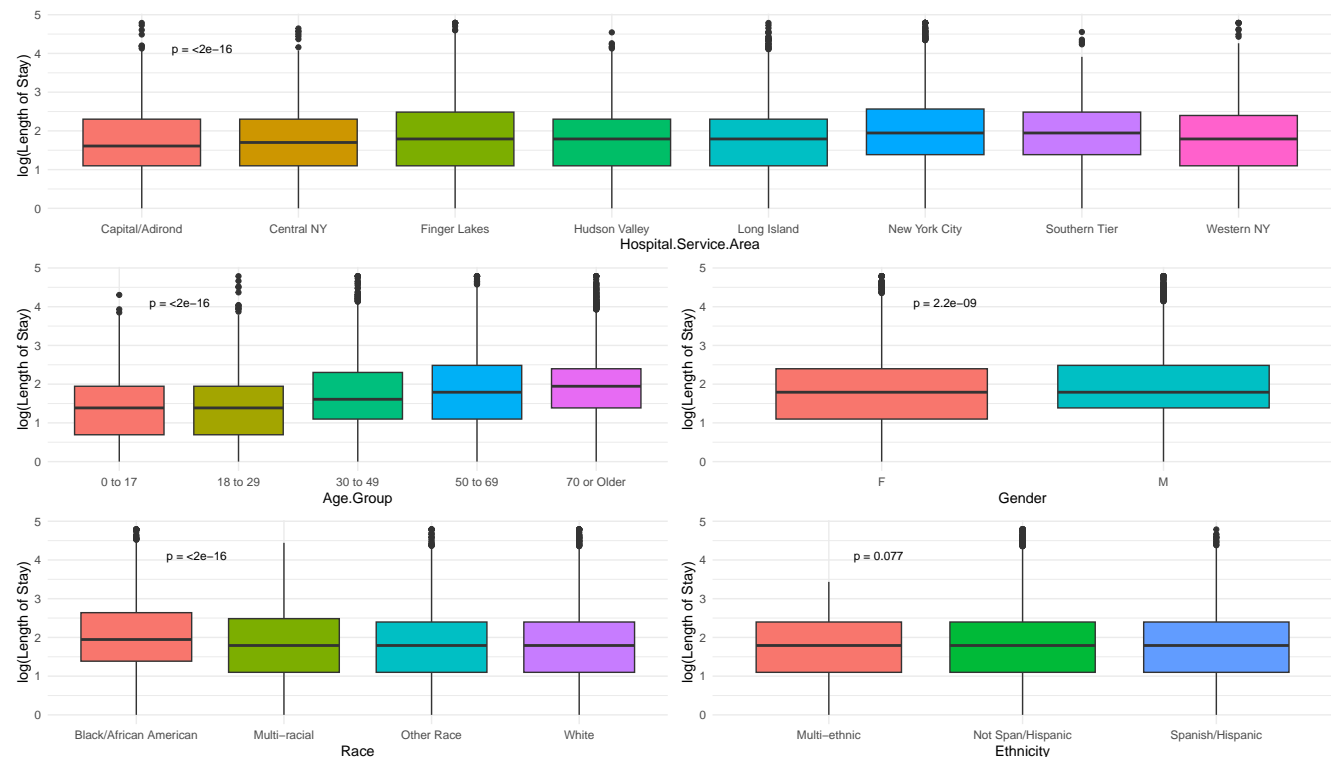 log(Length of Stay)
5
4
3
2
1
0
p = <2e−16
Capital/Adirond Central NY Finger Lakes Hudson Valley Long Island New York City Southern Tier Western NY
Hospital.Service.Area
log(Length of Stay)
5
4
3
2
1
0
p = <2e−16
0 to 17 18 to 29 30 to 49 50 to 69 70 or Older
Age.Group
log(Length of Stay)
5
4
3
2
1
0
p = 2.2e−09
F M
Gender
log(Length of Stay)
5
4
3
2
1
0
p = <2e−16
Black/African American Multi−racial Other Race White
Race
log(Length of Stay)
5
4
3
2
1
0
p = 0.077
Multi−ethnic Not Span/Hispanic Spanish/Hispanic
Ethnicity